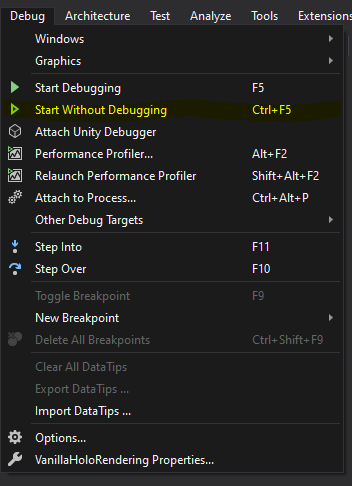 Debug Architecture Test Analyze Tools Extensions
Windows
Graphics
Start Debugging F5
Start Without Debugging Ctrl+F5
Attach Unity Debugger
Performance Profiler... Alt+F2
Relaunch Performance Profiler Shift+Alt+F2
Attach to Process... Ctrl+Alt+P
Other Debug Targets
Step Into F11
Step Over F10
Toggle Breakpoint F9
New Breakpoint
Delete All Breakpoints Ctrl+Shift+F9
Clear All DataTips
Export DataTips ...
Import DataTips ...
Options...
VanillaHoloRendering Properties...